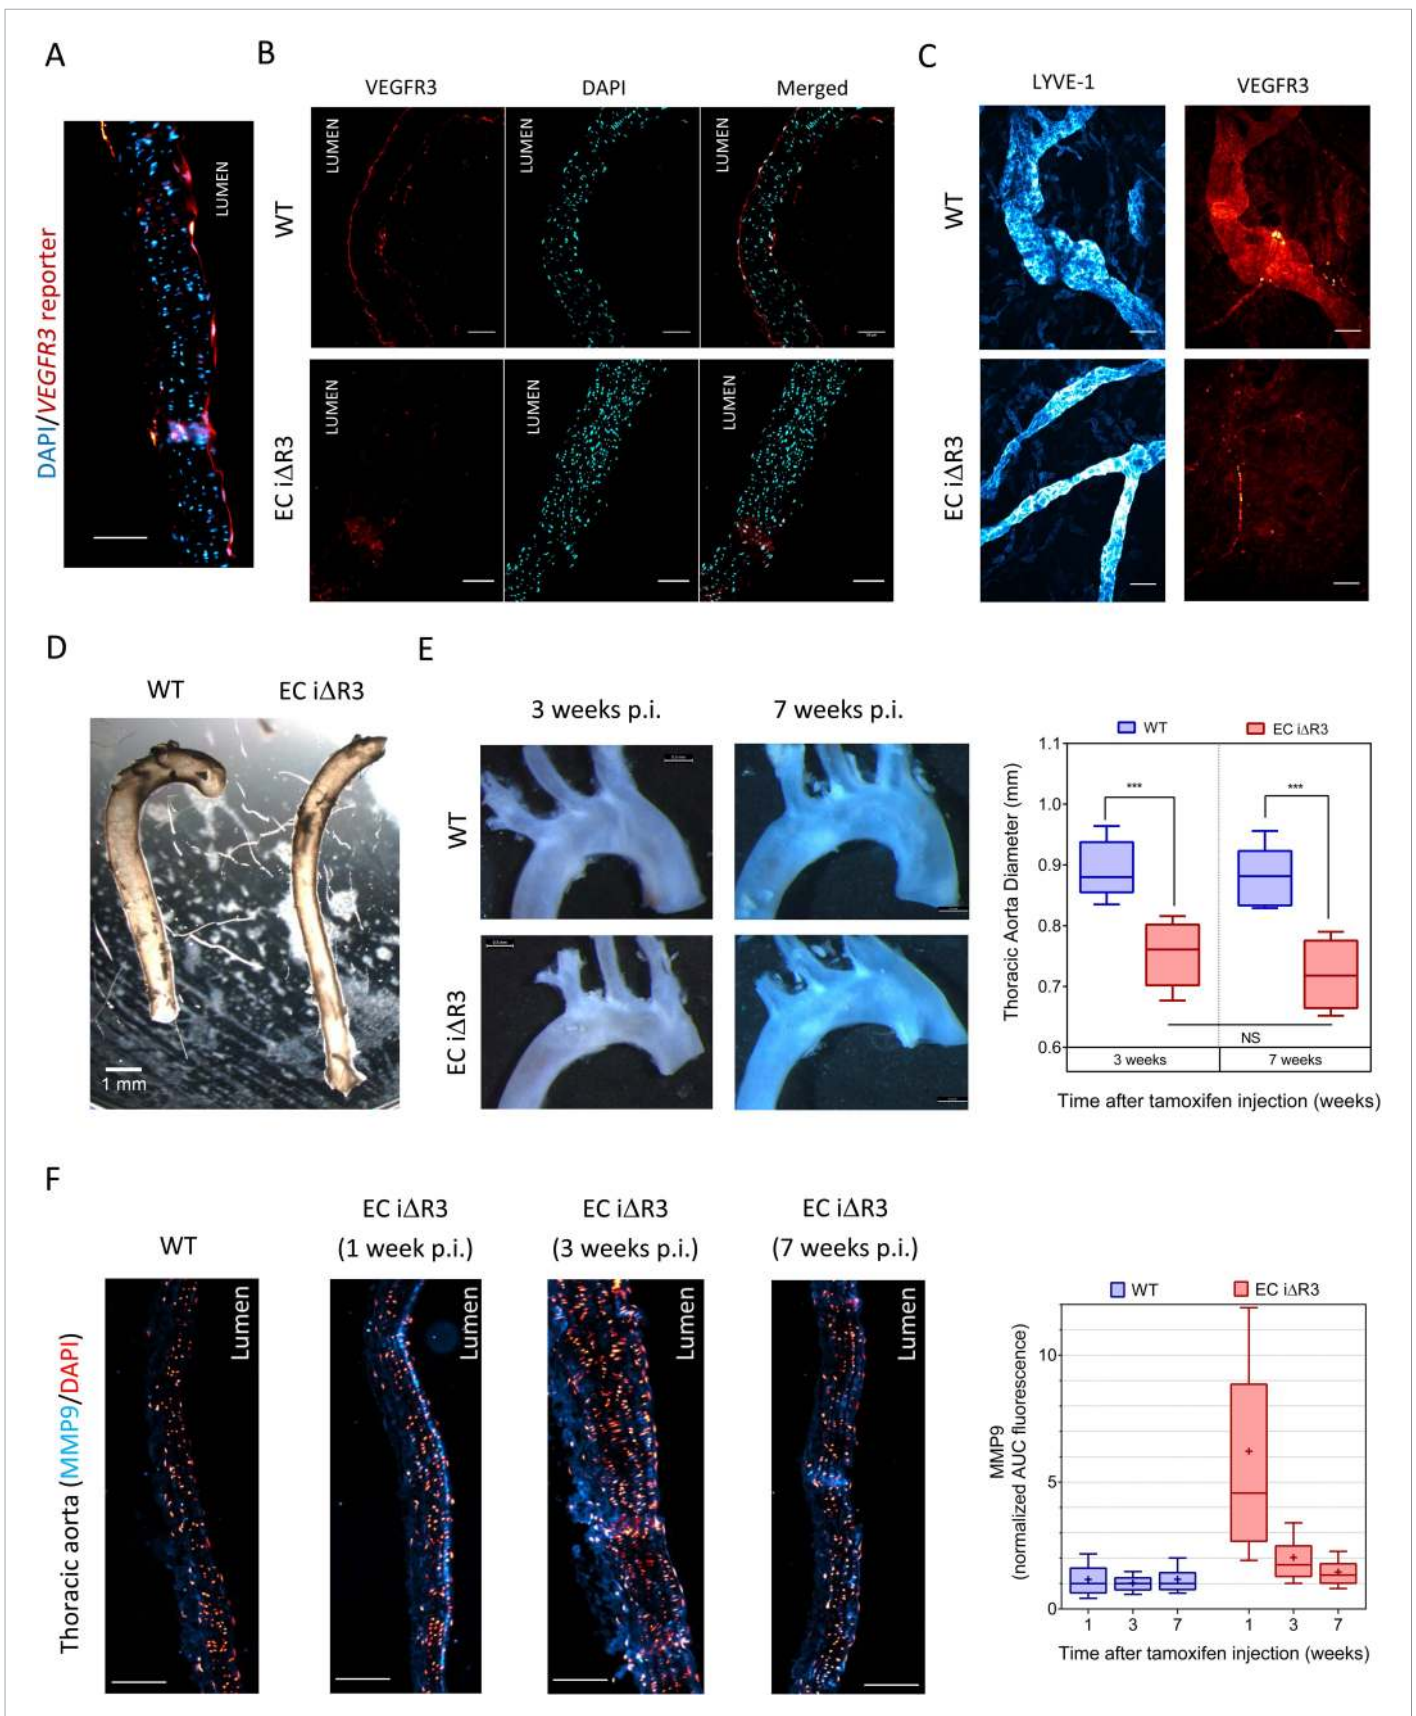 A
B
C
VEGFR3
DAPI
Merged
LYVE-1
VEGFR3
DAPI/VEGFR3 reporter
LUMEN
WT
LUMEN
LUMEN
LUMEN
WT
EC iΔR3
LUMEN
LUMEN
LUMEN
EC iΔR3
D
E
WT
EC iΔR3
1 mm
3 weeks p.i.
7 weeks p.i.
WT
EC iΔR3
WT
EC iΔR3
Thoracic Aorta Diameter (mm)
1.1
1.0
0.9
0.8
0.7
0.6
***
***
NS
3 weeks
7 weeks
Time after tamoxifen injection (weeks)
F
WT
EC iΔR3
(1 week p.i.)
EC iΔR3
(3 weeks p.i.)
EC iΔR3
(7 weeks p.i.)
Thoracic aorta (MMP9/DAPI)
Lumen
Lumen
Lumen
Lumen
WT
EC iΔR3
MMP9
(normalized AUC fluorescence)
10
5
0
1 3 7 1 3 7
Time after tamoxifen injection (weeks)